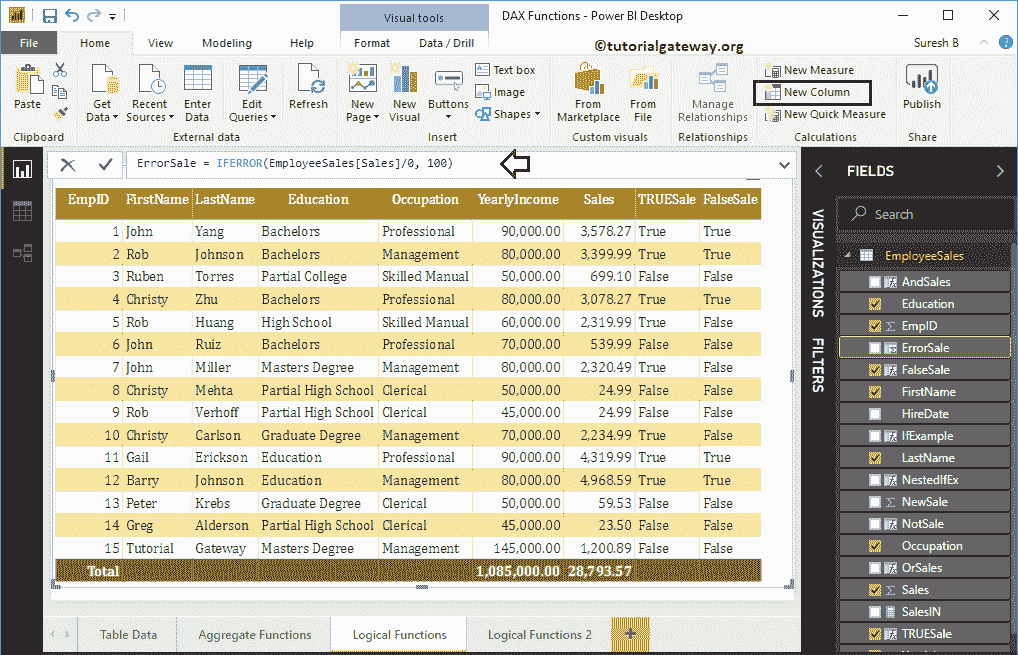 Visual tools
DAX Functions - Power BI Desktop
File Home View Modeling Help Format Data / Drill
©tutorialgateway.org
Suresh B
Paste
Get Data
Recent Sources
Enter Data
Edit Queries
Refresh
New Page
New Visual
Buttons
Text box
Image
Shapes
From Marketplace
From File
Manage Relationships
New Measure
New Column
New Quick Measure
Publish
Clipboard External data Insert Custom visuals Relationships Calculations Share
ErrorSale = IFERROR(EmployeeSales[Sales]/0, 100)
EmpID FirstName LastName Education Occupation YearlyIncome Sales TRUESale FalseSale
1 John Yang Bachelors Professional 90,000.00 3,578.27 True True
2 Rob Johnson Bachelors Management 80,000.00 3,399.99 True True
3 Ruben Torres Partial College Skilled Manual 50,000.00 699.10 False False
4 Christy Zhu Bachelors Professional 80,000.00 3,078.27 True True
5 Rob Huang High School Skilled Manual 60,000.00 2,319.99 True False
6 John Ruiz Bachelors Professional 70,000.00 539.99 False False
7 John Miller Masters Degree Management 80,000.00 2,320.49 True False
8 Christy Mehta Partial High School Clerical 50,000.00 24.99 False False
9 Rob Verhoff Partial High School Clerical 45,000.00 24.99 False False
10 Christy Carlson Graduate Degree Management 70,000.00 2,234.99 True False
11 Gail Erickson Education Professional 90,000.00 4,319.99 True True
12 Barry Johnson Education Management 80,000.00 4,968.59 True True
13 Peter Krebs Graduate Degree Clerical 50,000.00 59.53 False False
14 Greg Alderson Partial High School Clerical 45,000.00 23.50 False False
15 Tutorial Gateway Masters Degree Management 145,000.00 1,200.89 False False
Total 1,085,000.00 28,793.57
VISUALIZATIONS
FILTERS
FIELDS
Search
EmployeeSales
AndSales
Education
EmpID
ErrorSale
FalseSale
FirstName
HireDate
IfExample
LastName
NestedIfEx
NewSale
NotSale
Occupation
OrSales
Sales
SalesIN
TRUESale
Table Data Aggregate Functions Logical Functions Logical Functions 2 +